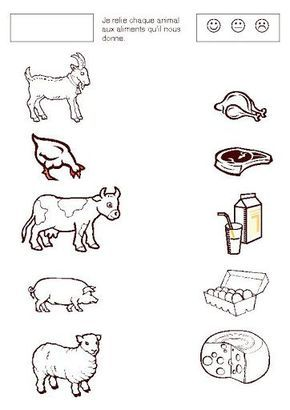 Je relie chaque animal
aux aliments qu'il nous
donne.